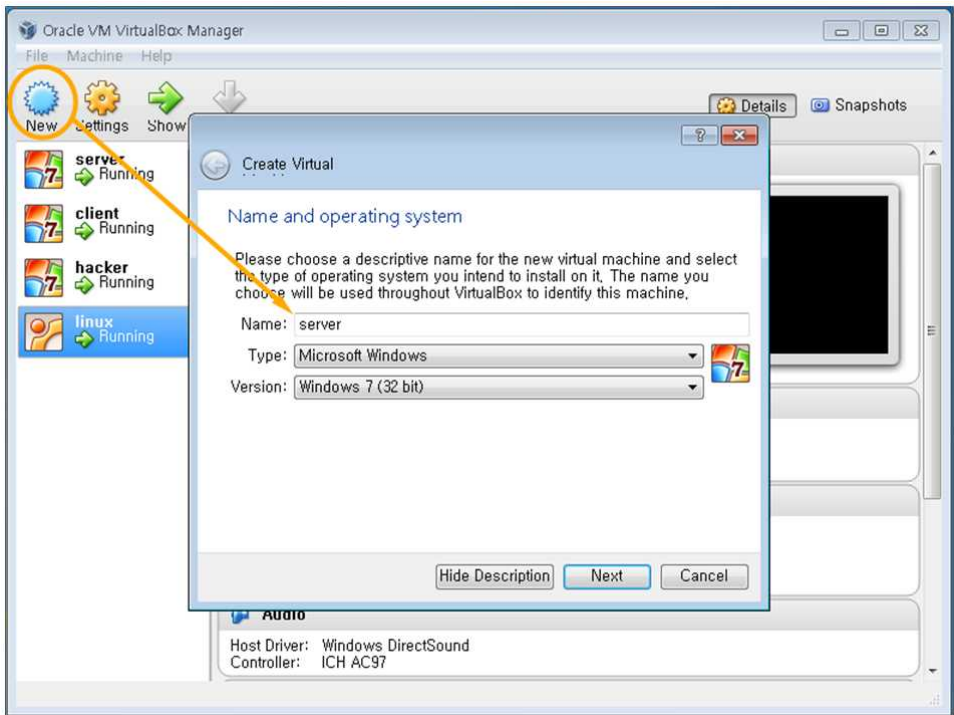 Oracle VM VirtualBox Manager
File Machine Help
New Settings Show
Details Snapshots
server
Running
client
Running
hacker
Running
linux
Running
Create Virtual
Name and operating system
Please choose a descriptive name for the new virtual machine and select
the type of operating system you intend to install on it, The name you
choose will be used throughout VirtualBox to identify this machine,
Name: server
Type: Microsoft Windows
Version: Windows 7 (32 bit)
Hide Description Next Cancel
Audio
Host Driver: Windows DirectSound
Controller: ICH AC97